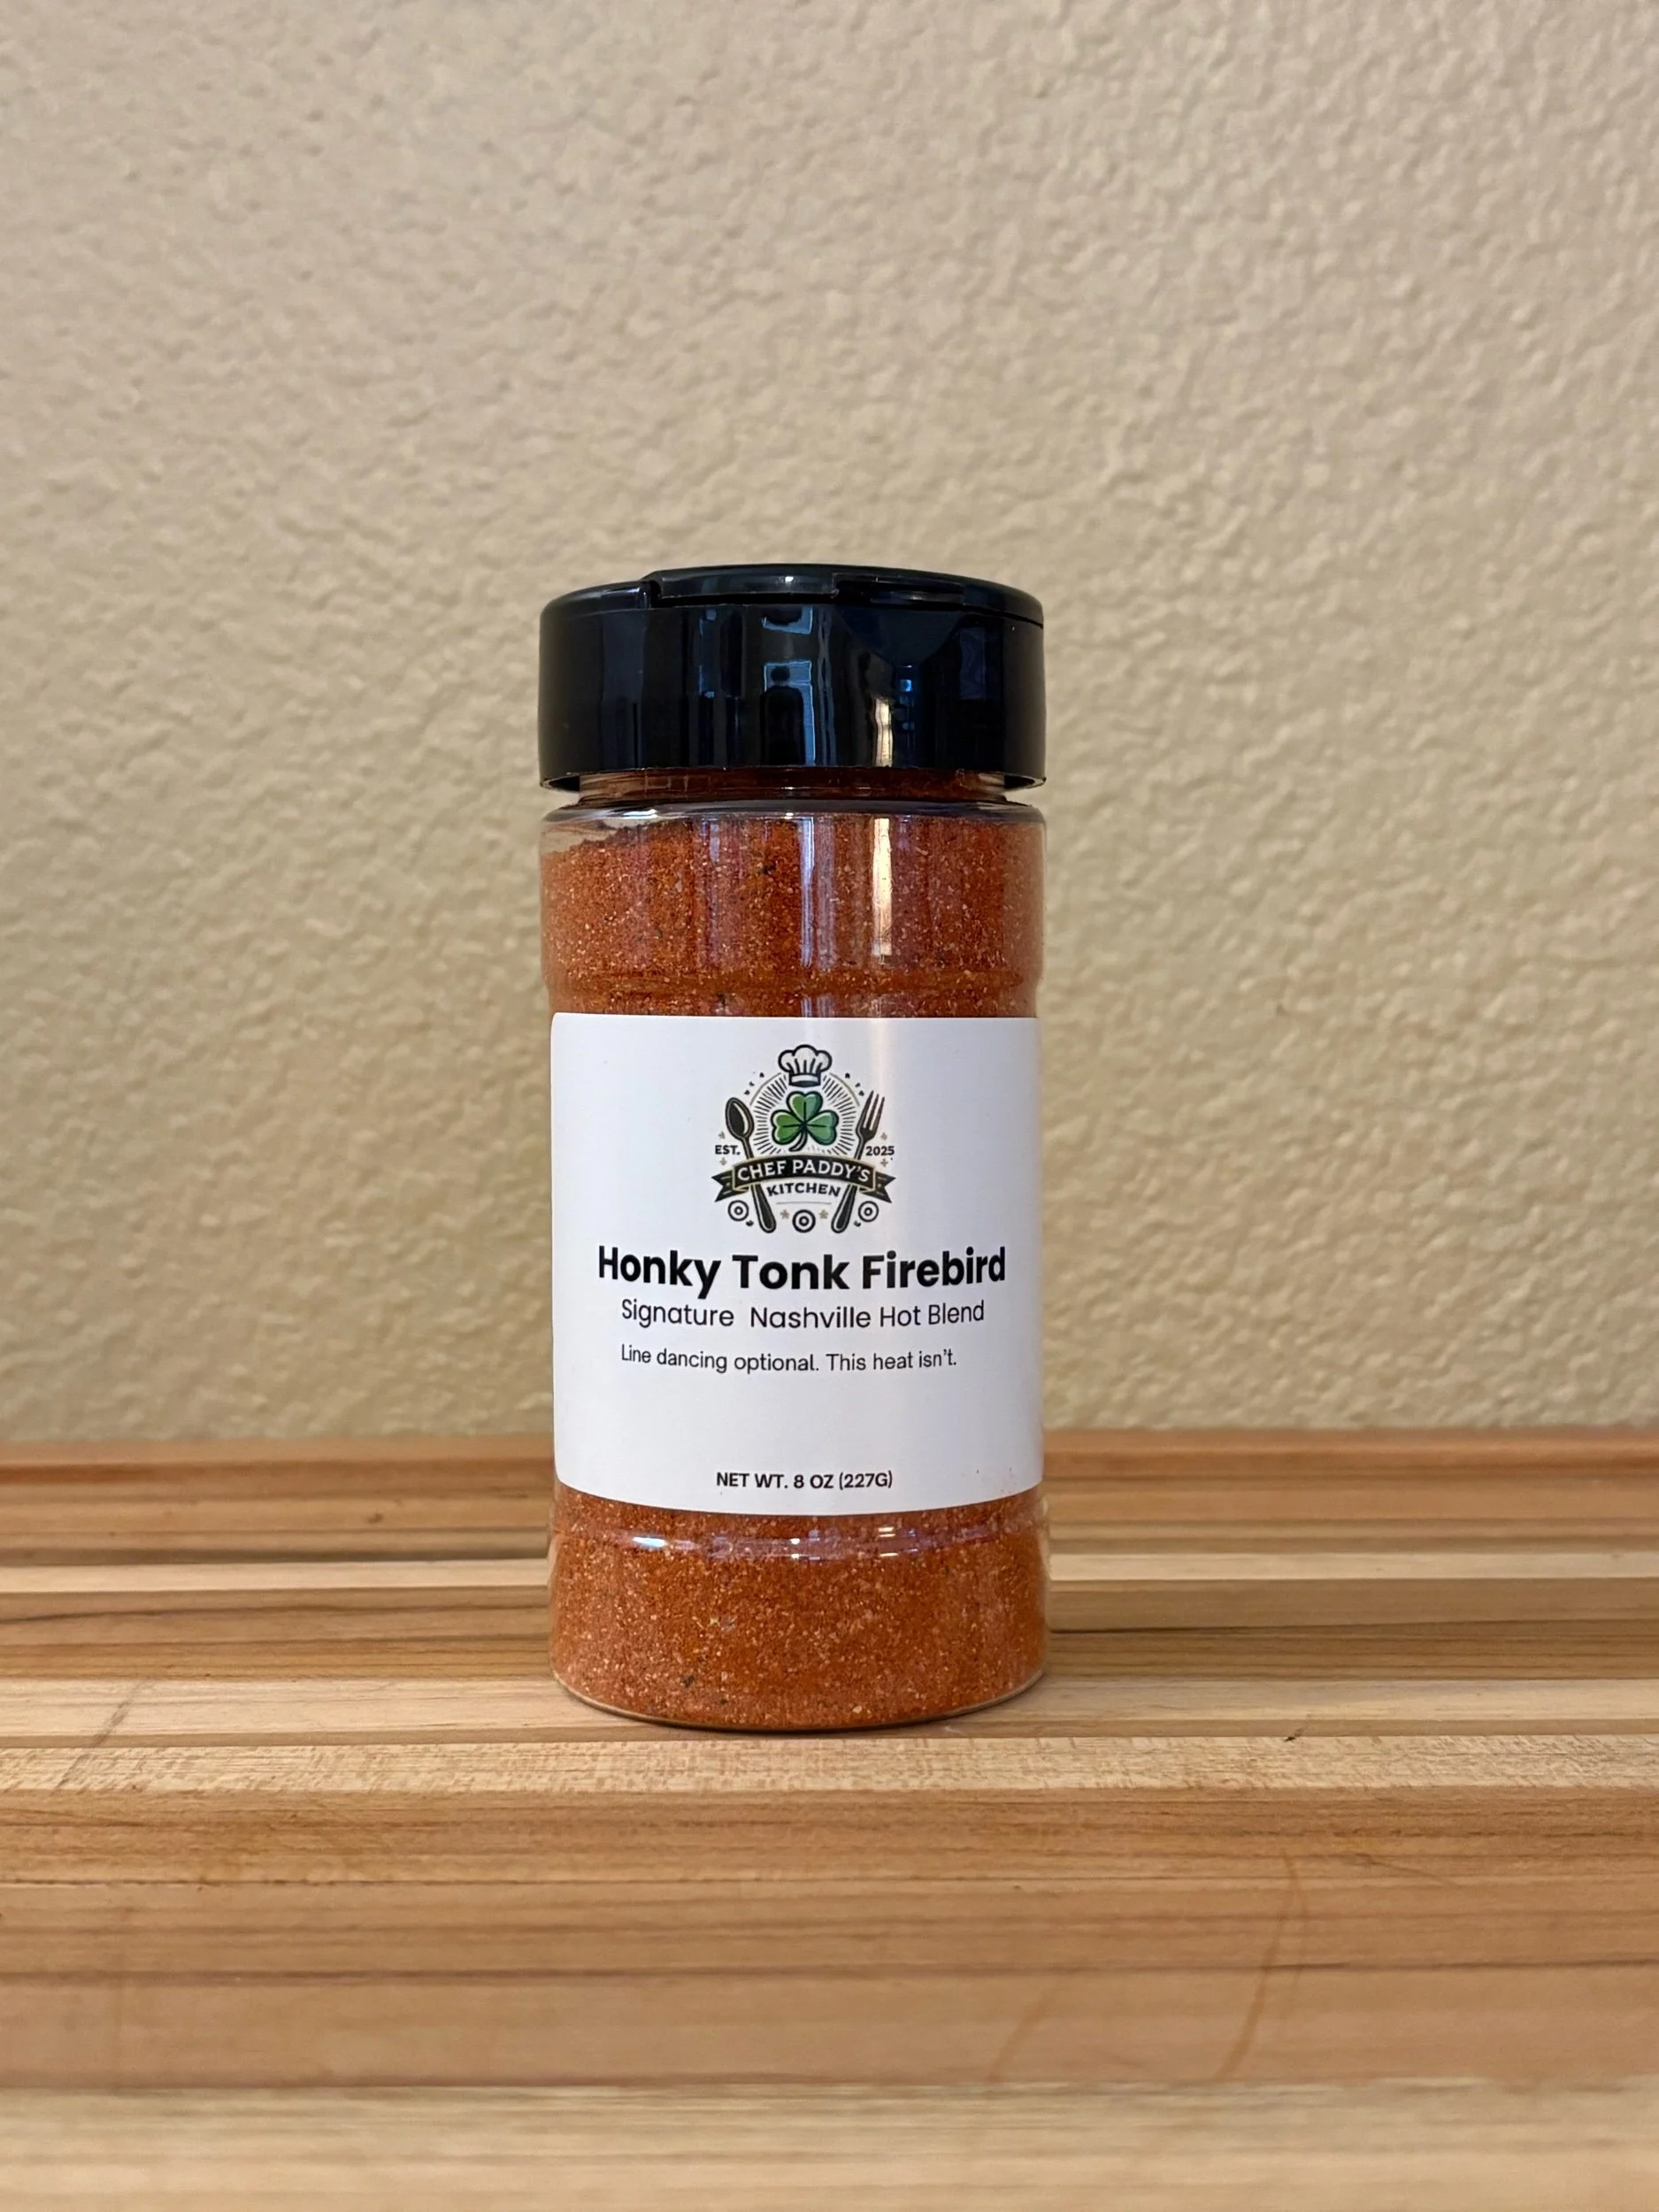 EST. 2025
CHEF PADDY'S
KITCHEN
Honky Tonk Firebird
Signature Nashville Hot Blend
Line dancing optional. This heat isn't.
NET WT. 8 OZ (227G)